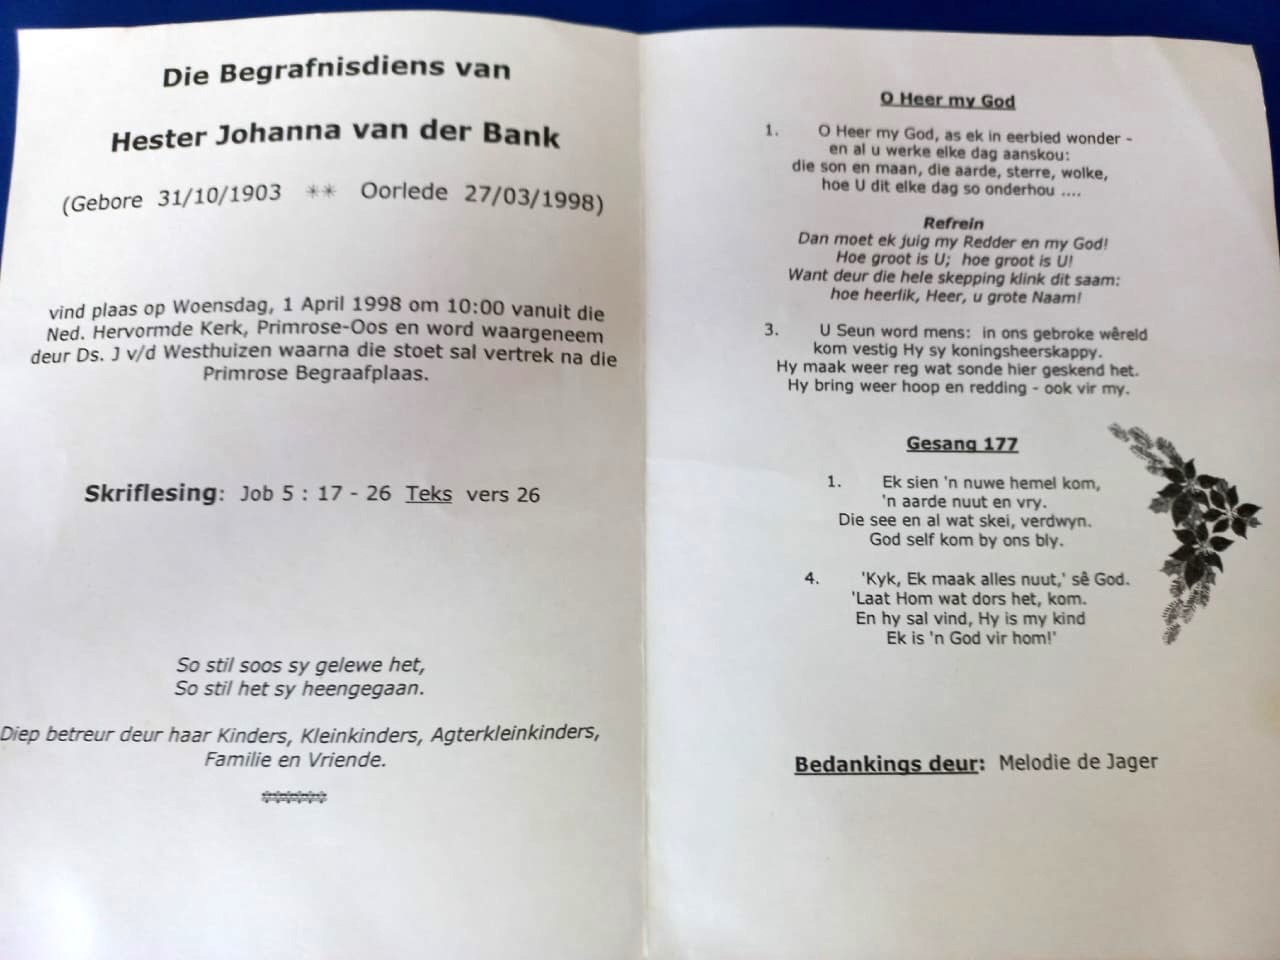 Die Begrafnisdiens van
Hester Johanna van der Bank
(Gebore 31/10/1903 ** Oorlede 27/03/1998)
vind plaas op Woensdag, 1 April 1998 om 10:00 vanuit die
Ned. Hervormde Kerk, Primrose-Oos en word waargeneem
deur Ds. J v/d Westhuizen waarna die stoet sal vertrek na die
Primrose Begraafplaas.
Skriflesing: Job 5 : 17 - 26 Teks vers 26
So stil soos sy gelewe het,
So stil het sy heengegaan.
Diep betreur deur haar Kinders, Kleinkinders, Agterkleinkinders,
Familie en Vriende.
O Heer my God
1. O Heer my God, as ek in eerbied wonder -
en al u werke elke dag aanskou:
die son en maan, die aarde, sterre, wolke,
hoe U dit elke dag so onderhou ....
Refrein
Dan moet ek juig my Redder en my God!
Hoe groot is U; hoe groot is U!
Want deur die hele skepping klink dit saam:
hoe heerlik, Heer, u grote Naam!
3. U Seun word mens: in ons gebroke wêreld
kom vestig Hy sy koningsheerskappy.
Hy maak weer reg wat sonde hier geskend het.
Hy bring weer hoop en redding - ook vir my.
Gesang 177
1. Ek sien 'n nuwe hemel kom,
'n aarde nuut en vry.
Die see en al wat skei, verdwyn.
God self kom by ons bly.
4. 'Kyk, Ek maak alles nuut,' sê God.
'Laat Hom wat dors het, kom.
En hy sal vind, Hy is my kind
Ek is 'n God vir hom!'
Bedankings deur: Melodie de Jager